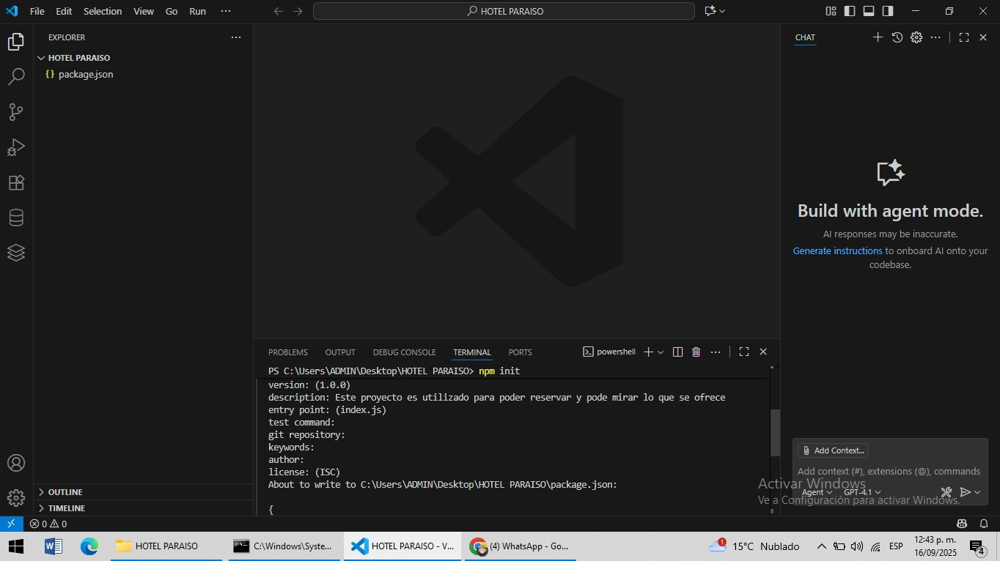 File Edit Selection View Go Run ···
HOTEL PARAISO
EXPLORER
HOTEL PARAISO
{} package.json
OUTLINE
TIMELINE
PROBLEMS OUTPUT DEBUG CONSOLE TERMINAL PORTS
powershell
PS C:\Users\ADMIN\Desktop\HOTEL PARAISO> npm init
version: (1.0.0)
description: Este proyecto es utilizado para poder reservar y pode mirar lo que se ofrece
entry point: (index.js)
test command:
git repository:
keywords:
author:
license: (ISC)
About to write to C:\Users\ADMIN\Desktop\HOTEL PARAISO\package.json:
{
CHAT
Build with agent mode.
AI responses may be inaccurate.
Generate instructions to onboard AI onto your
codebase.
Add Context...
Add context (#), extensions (@), commands
Agent GPT-4.1
Activar Windows
Ve a Configuración para activar Windows.
0 0
HOTEL PARAISO
C:\Windows\Syste...
HOTEL PARAISO - V...
(4) WhatsApp - Go...
1
15°C Nublado
ESP
12:43 p. m.
16/09/2025
4